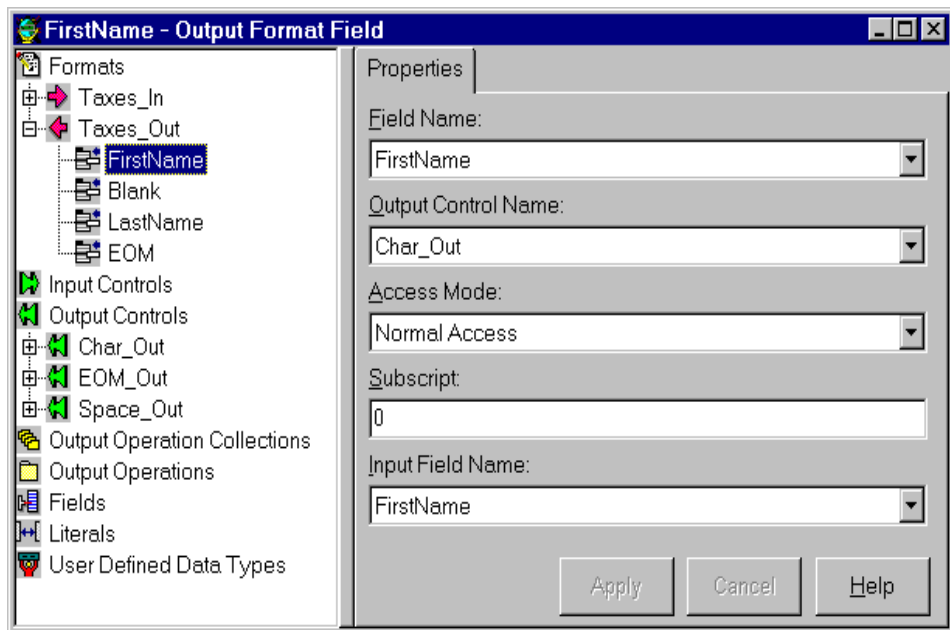 FirstName - Output Format Field
Formats
Taxes_In
Taxes_Out
FirstName
Blank
LastName
EOM
Input Controls
Output Controls
Char_Out
EOM_Out
Space_Out
Output Operation Collections
Output Operations
Fields
Literals
User Defined Data Types
Properties
Field Name:
FirstName
Output Control Name:
Char_Out
Access Mode:
Normal Access
Subscript:
0
Input Field Name:
FirstName
Apply
Cancel
Help